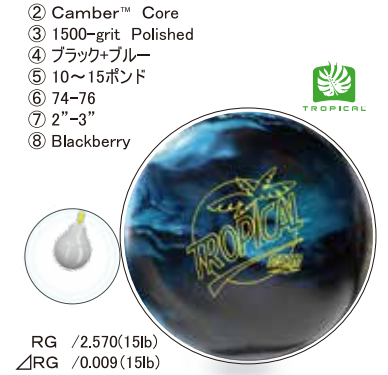 ② Camber™ Core
③ 1500-grit Polished
④ ブラック+ブルー
⑤ 10～15ポンド
⑥ 74-76
⑦ 2”-3”
⑧ Blackberry
TROPICAL
TROPICAL
RG /2.570(15lb)
⊿RG /0.009(15lb)